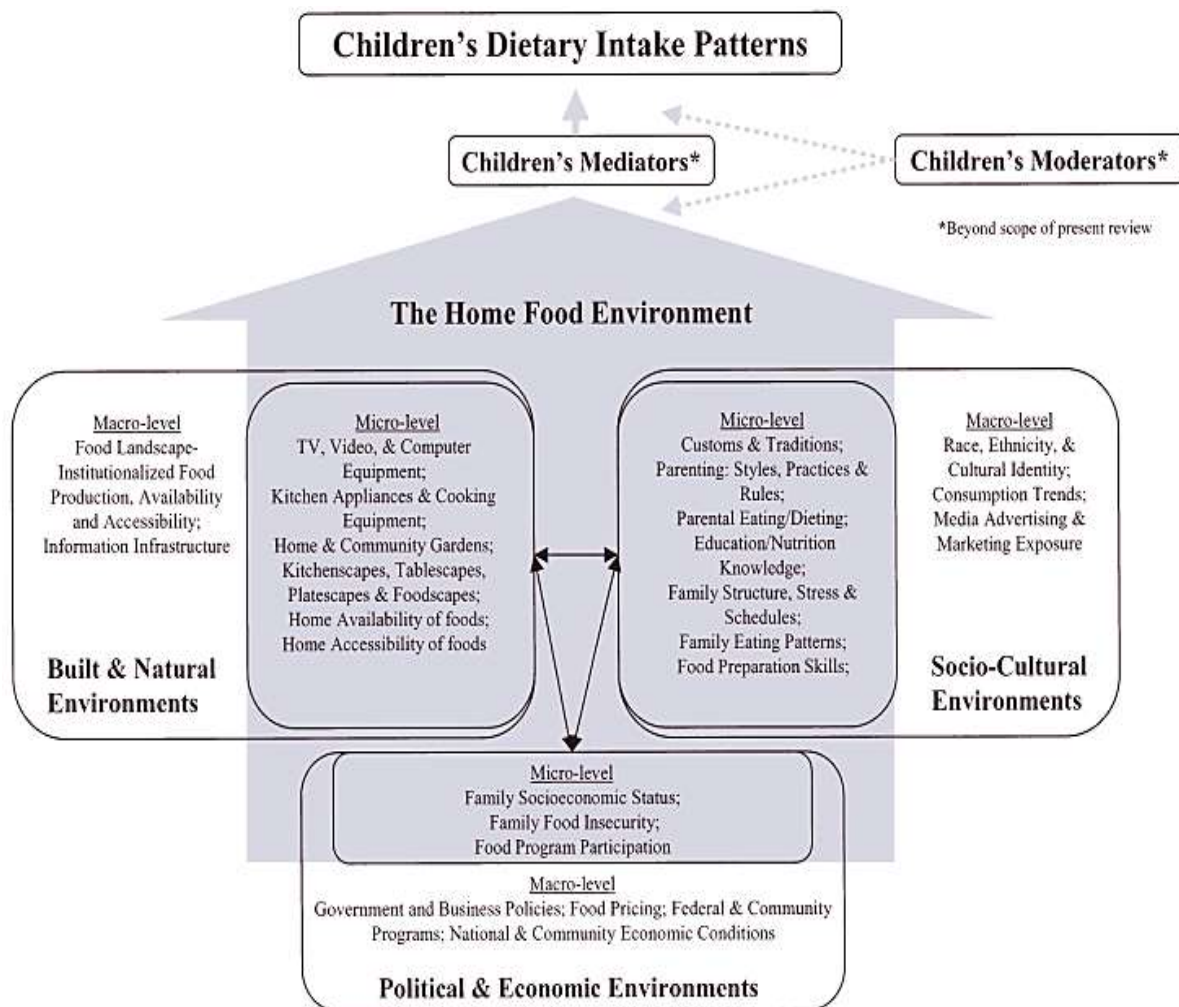 Children's Dietary Intake Patterns
Children's Mediators*
Children's Moderators*
*Beyond scope of present review
The Home Food Environment
Macro-level
Food Landscape-
Institutionalized Food
Production, Availability
and Accessibility;
Information Infrastructure
Built & Natural
Environments
Micro-level
TV, Video, & Computer
Equipment;
Kitchen Appliances & Cooking
Equipment;
Home & Community Gardens;
Kitchenscapes, Tablescapes,
Platescapes & Foodscapes;
Home Availability of foods;
Home Accessibility of foods
Micro-level
Customs & Traditions;
Parenting: Styles, Practices &
Rules;
Parental Eating/Dieting;
Education/Nutrition
Knowledge;
Family Structure, Stress &
Schedules;
Family Eating Patterns;
Food Preparation Skills;
Macro-level
Race, Ethnicity, &
Cultural Identity;
Consumption Trends;
Media Advertising &
Marketing Exposure
Socio-Cultural
Environments
Micro-level
Family Socioeconomic Status;
Family Food Insecurity;
Food Program Participation
Macro-level
Government and Business Policies; Food Pricing; Federal & Community
Programs; National & Community Economic Conditions
Political & Economic Environments